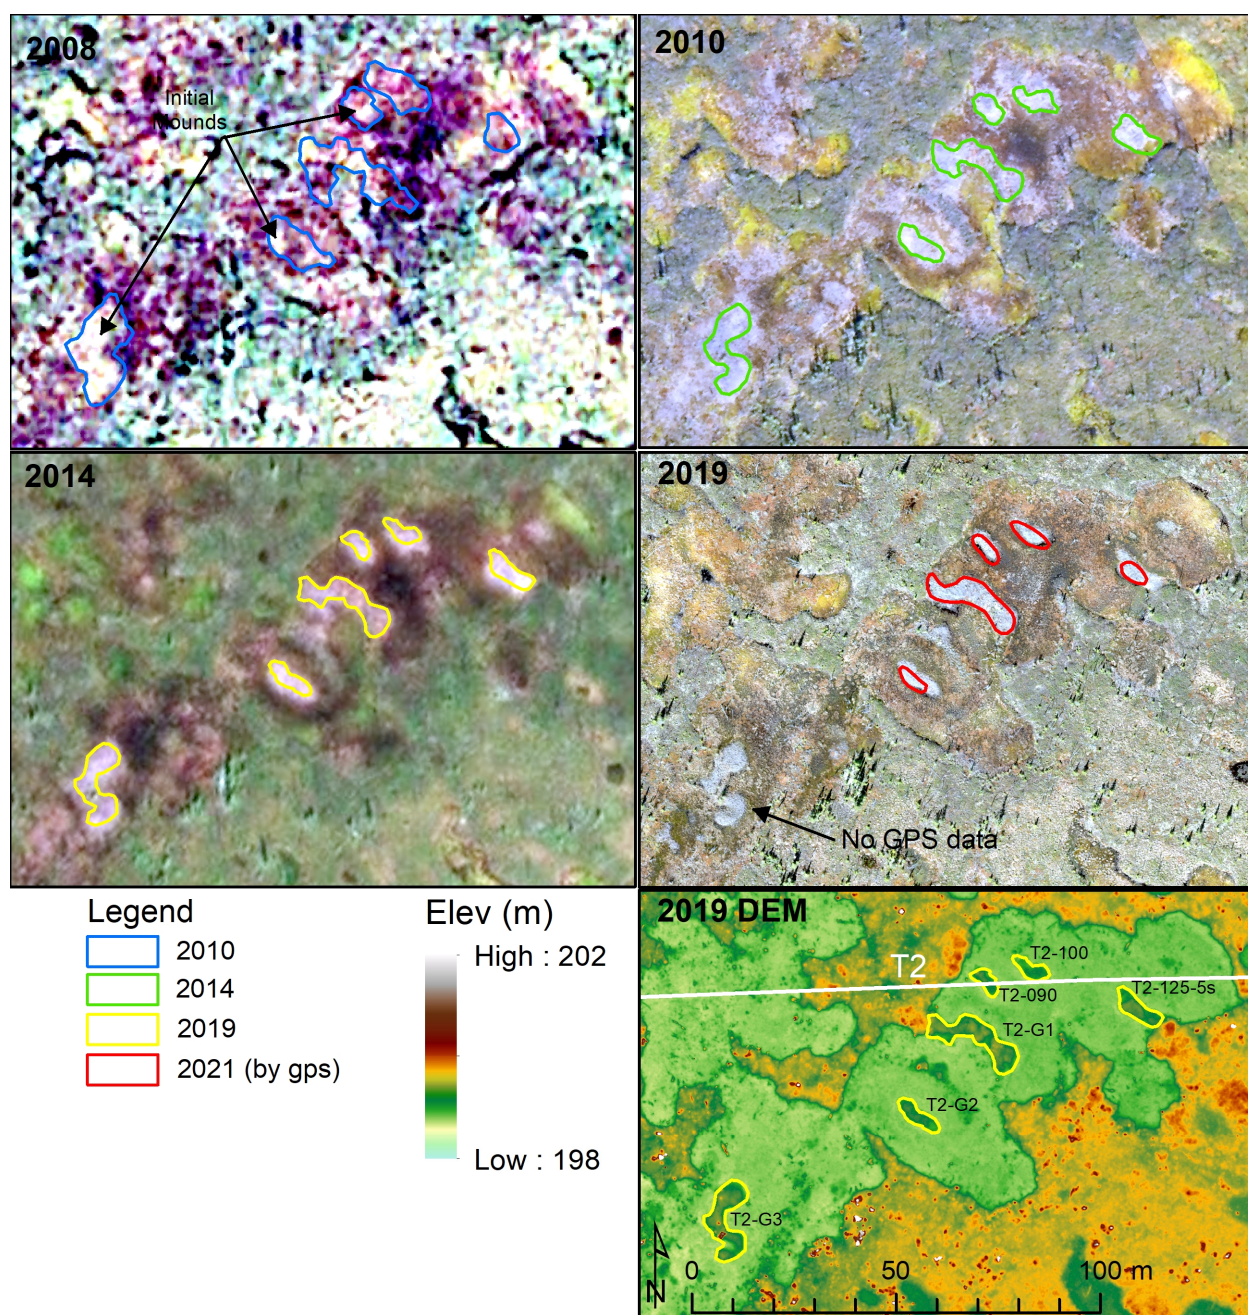 2008
Initial
Mounds
2010
2014
2019
No GPS data
Legend
2010
2014
2019
2021 (by gps)
Elev (m)
High : 202
Low : 198
2019 DEM
T2
T2-100
T2-090
T2-125-5s
T2-G1
T2-G2
T2-G3
N
0 50 100 m